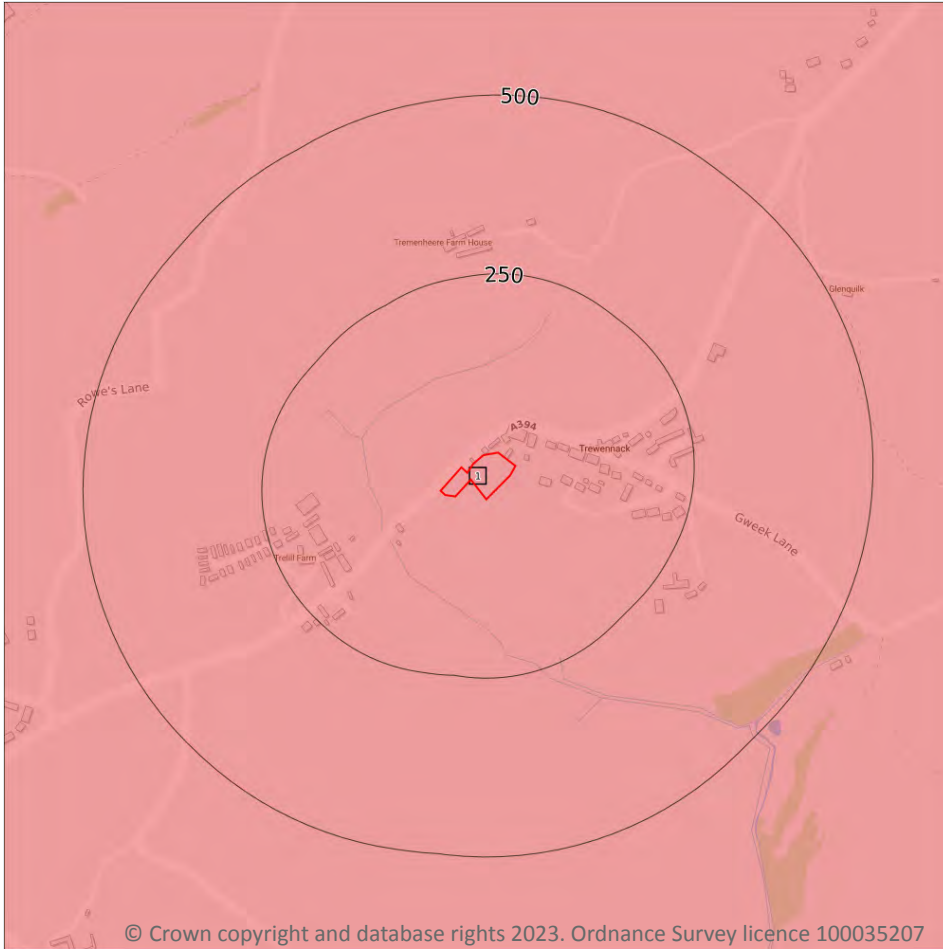 500
Tremenheere Farm House
250
Glenquilk
Rowe's Lane
A394
Trewennack
1
Gweek Lane
Trelill Farm
© Crown copyright and database rights 2023. Ordnance Survey licence 100035207